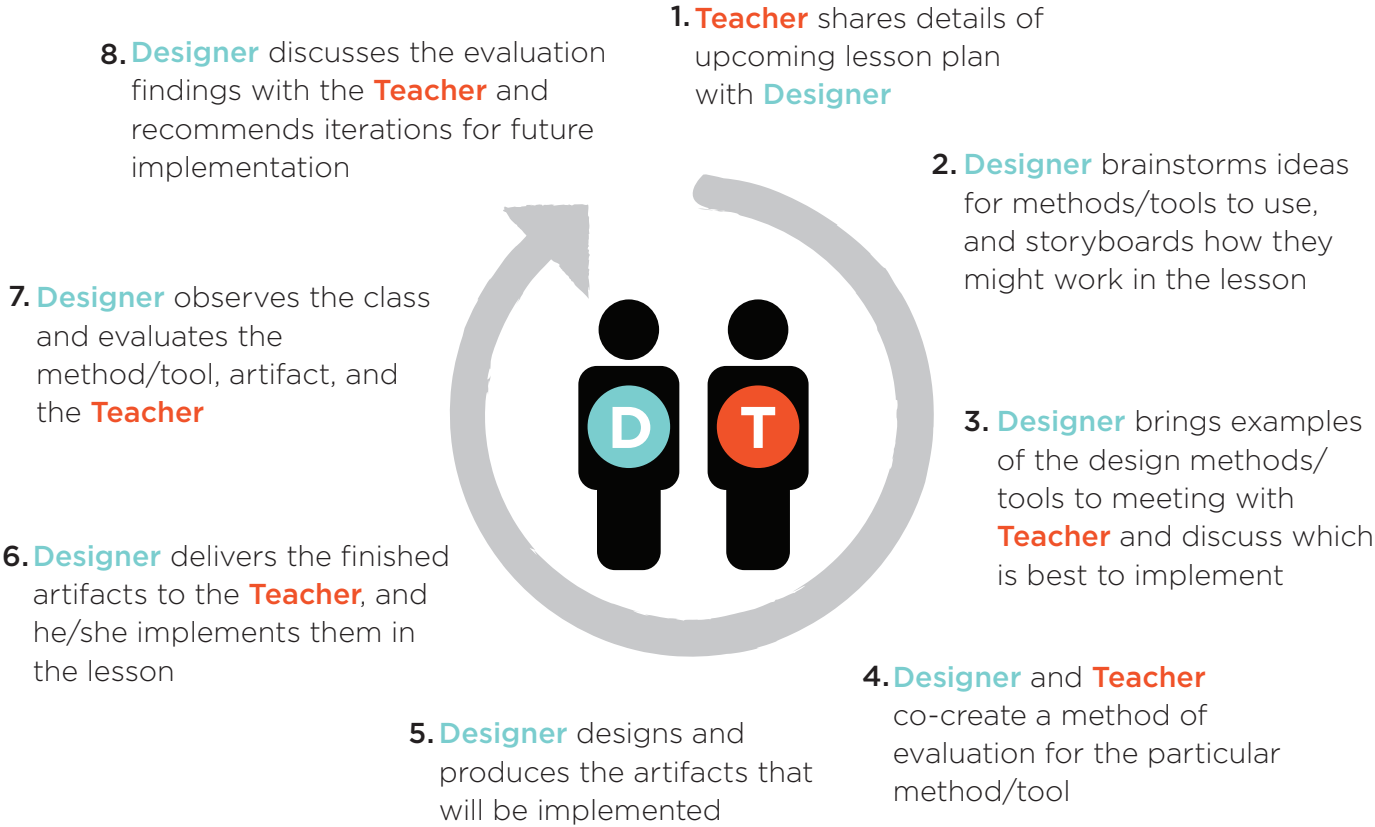 1. Teacher shares details of
upcoming lesson plan
with Designer
2. Designer brainstorms ideas
for methods/tools to use,
and storyboards how they
might work in the lesson
3. Designer brings examples
of the design methods/
tools to meeting with
Teacher and discuss which
is best to implement
4. Designer and Teacher
co-create a method of
evaluation for the particular
method/tool
5. Designer designs and
produces the artifacts that
will be implemented
6. Designer delivers the finished
artifacts to the Teacher, and
he/she implements them in
the lesson
7. Designer observes the class
and evaluates the
method/tool, artifact, and
the Teacher
8. Designer discusses the evaluation
findings with the Teacher and
recommends iterations for future
implementation
D T